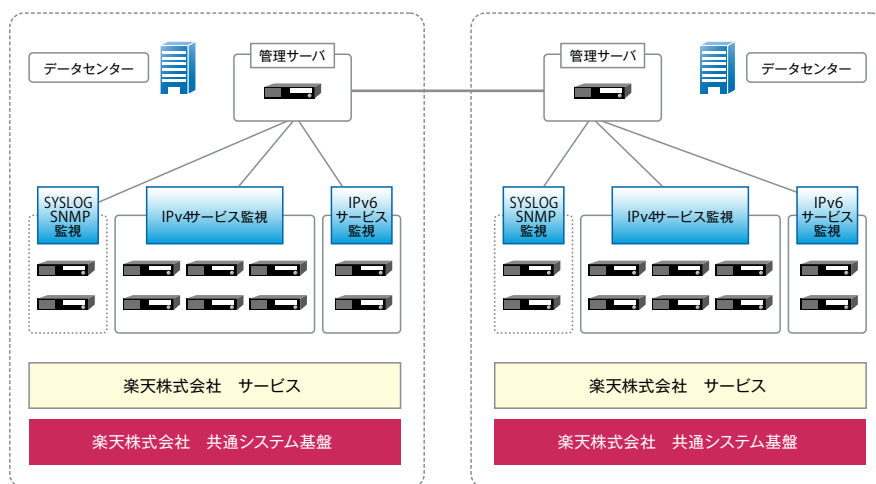 データセンター
管理サーバ
SYSLOG
SNMP
監視
IPv4サービス監視
IPv6
サービス
監視
楽天株式会社 サービス
楽天株式会社 共通システム基盤
管理サーバ
データセンター
SYSLOG
SNMP
監視
IPv4サービス監視
IPv6
サービス
監視
楽天株式会社 サービス
楽天株式会社 共通システム基盤